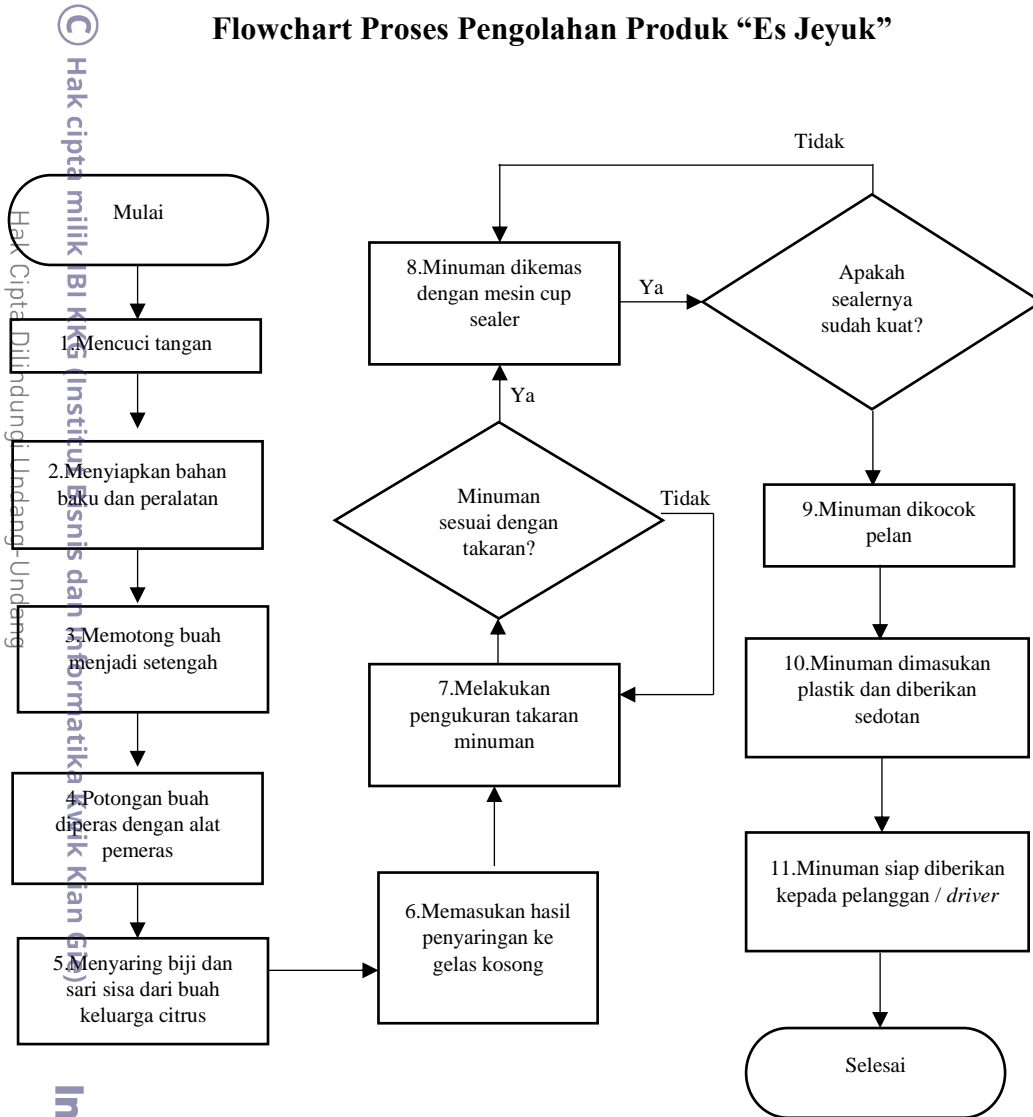 Flowchart Proses Pengolahan Produk “Es Jeyuk”
Mulai
1.Mencuci tangan
2.Menyiapkan bahan
baku dan peralatan
3.Memotong buah
menjadi setengah
4.Potongan buah
diperas dengan alat
pemeras
5.Menyaring biji dan
sari sisa dari buah
keluarga citrus
6.Memasukan hasil
penyaringan ke
gelas kosong
7.Melakukan
pengukuran takaran
minuman
Minuman
sesuai dengan
takaran?
Tidak
Ya
8.Minuman dikemas
dengan mesin cup
sealer
Ya
Apakah
sealernya
sudah kuat?
Tidak
9.Minuman dikocok
pelan
10.Minuman dimasukan
plastik dan diberikan
sedotan
11.Minuman siap diberikan
kepada pelanggan / driver
Selesai
© Hak cipta milik IBI KKG (Institut Bisnis dan Informatika Kwik Kian Gie)
Hak Cipta Dilindungi Undang-Undang
In